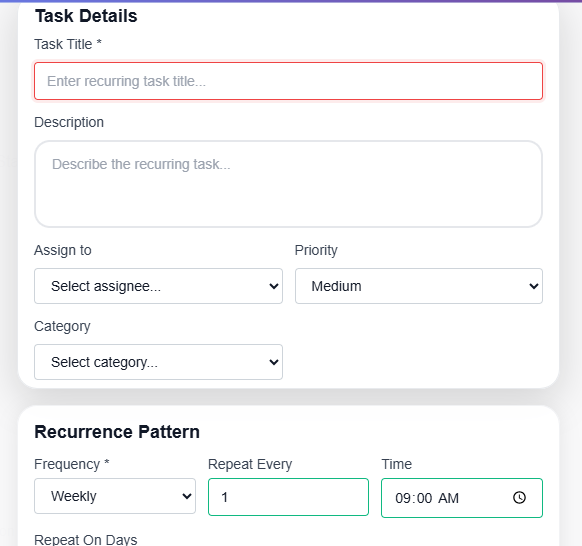 Task Details
Task Title *
Enter recurring task title...
Description
Describe the recurring task...
Assign to Priority
Select assignee... Medium
Category
Select category...
Recurrence Pattern
Frequency * Repeat Every Time
Weekly 1 09:00 AM
Repeat On Days